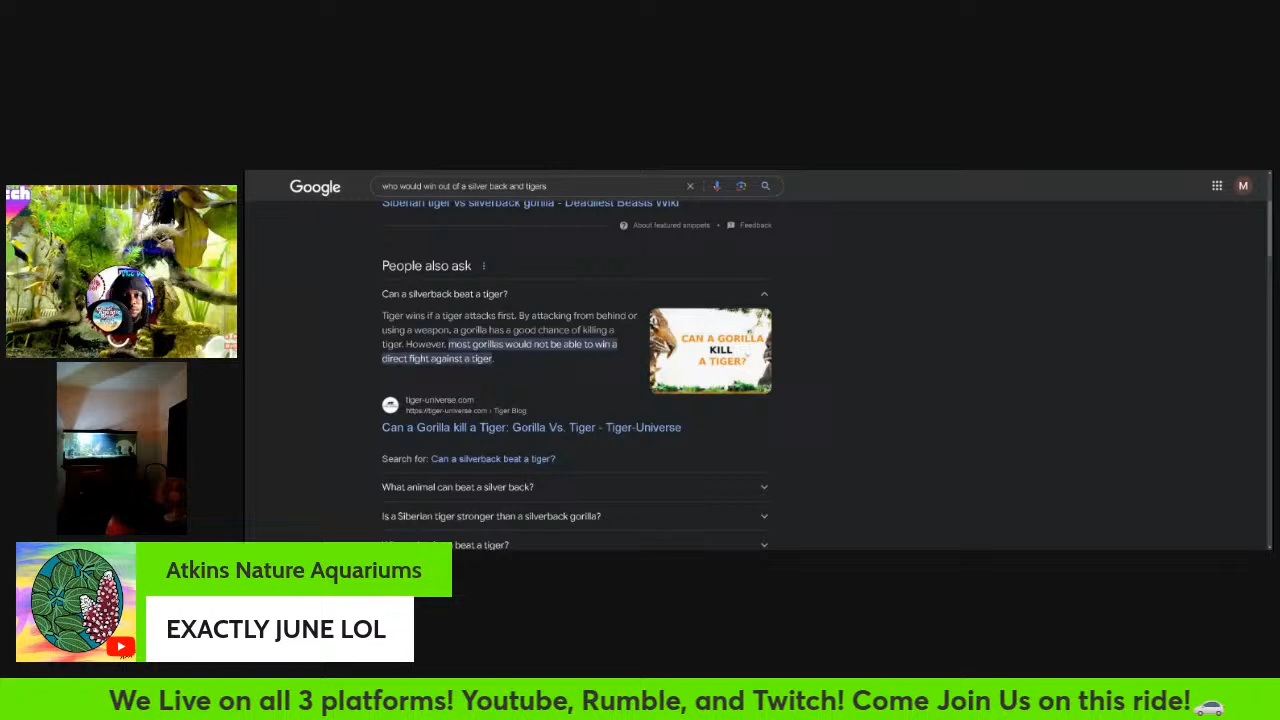 Google
who would win out of a silver back and tigers
M
Siberian tiger vs silverback gorilla - Deadliest Beasts Wiki
About featured snippets • Feedback
People also ask
Can a silverback beat a tiger?
Tiger wins if a tiger attacks first. By attacking from behind or
using a weapon, a gorilla has a good chance of killing a
tiger. However, most gorillas would not be able to win a
direct fight against a tiger.
CAN A GORILLA
KILL
A TIGER?
tiger-universe.com
https://tiger-universe.com › Tiger Blog
Can a Gorilla kill a Tiger: Gorilla Vs. Tiger - Tiger-Universe
Search for: Can a silverback beat a tiger?
What animal can beat a silver back?
Is a Siberian tiger stronger than a silverback gorilla?
beat a tiger?
Atkins Nature Aquariums
EXACTLY JUNE LOL
We Live on all 3 platforms! Youtube, Rumble, and Twitch! Come Join Us on this ride!